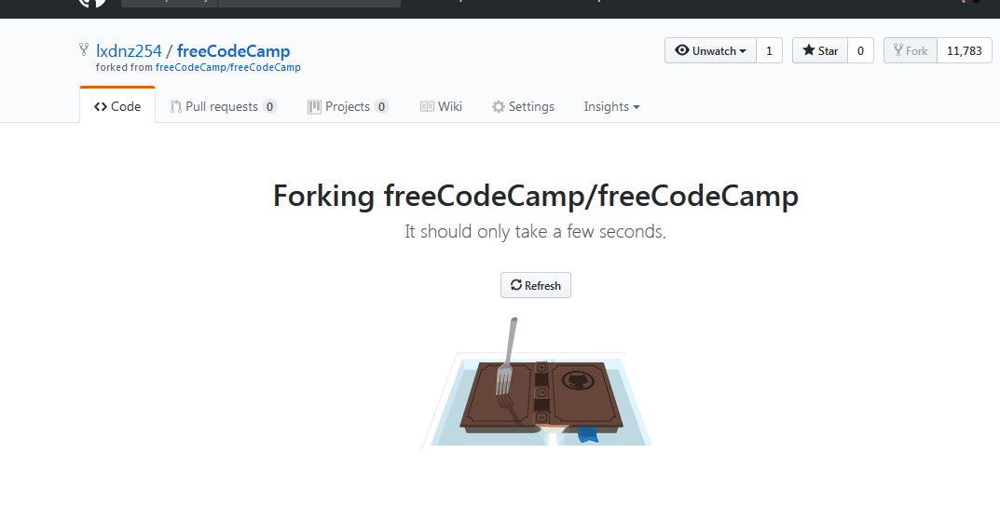 lxdnz254 / freeCodeCamp
forked from freeCodeCamp/freeCodeCamp
Unwatch 1 Star 0 Fork 11,783
Code Pull requests 0 Projects 0 Wiki Settings Insights
Forking freeCodeCamp/freeCodeCamp
It should only take a few seconds.
Refresh